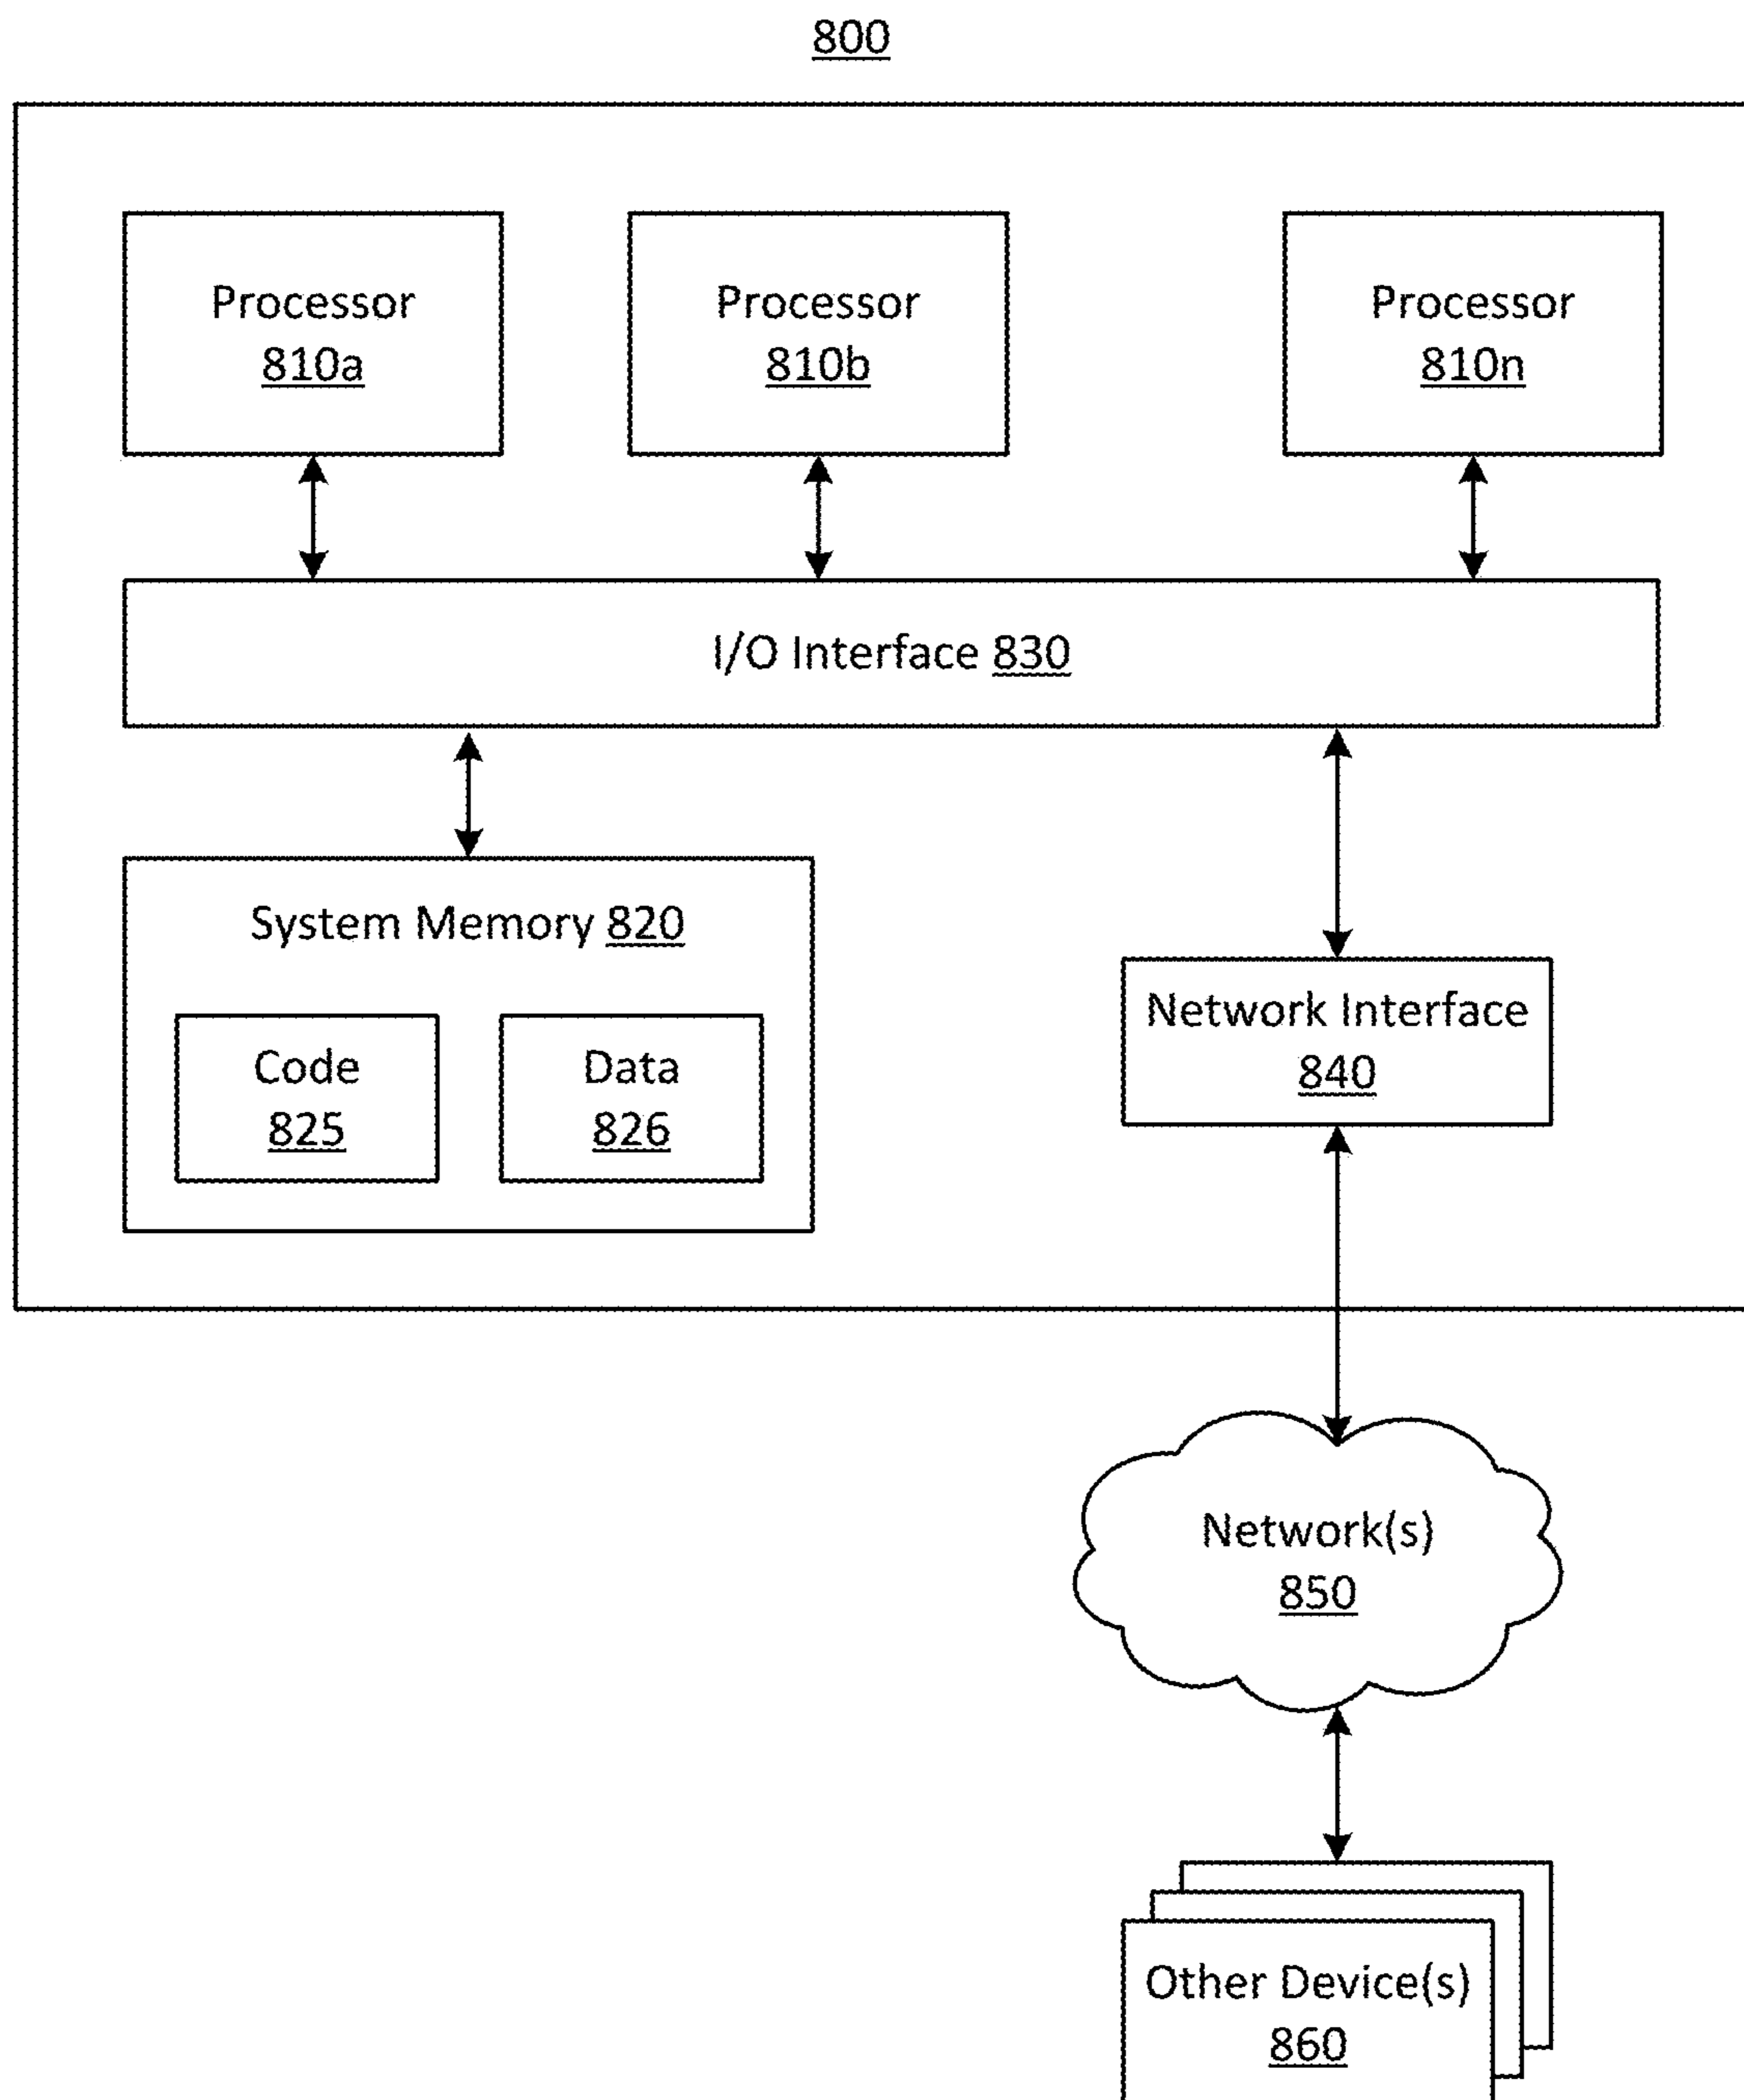 800
Processor
810a
Processor
810b
Processor
810n
I/O Interface 830
System Memory 820
Code
825
Data
826
Network Interface
840
Network(s)
850
Other Device(s)
860